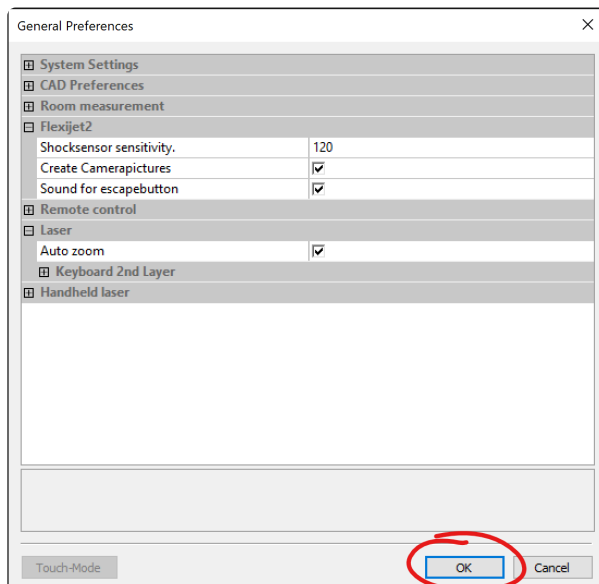 General Preferences
System Settings
CAD Preferences
Room measurement
Flexijet2
Shocksensor sensitivity. 120
Create Camerapictures
Sound for escapebutton
Remote control
Laser
Auto zoom
Keyboard 2nd Layer
Handheld laser
Touch-Mode OK Cancel